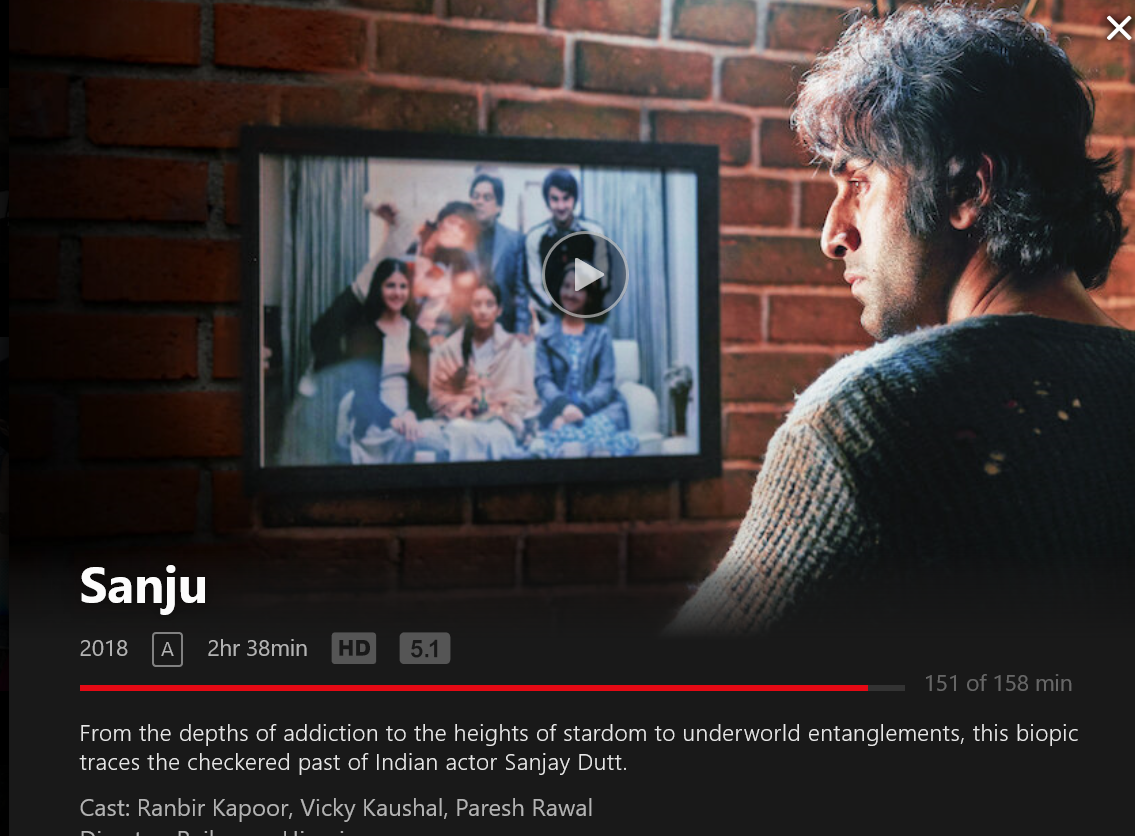 Sanju
2018 A 2hr 38min HD 5.1
151 of 158 min
From the depths of addiction to the heights of stardom to underworld entanglements, this biopic
traces the checkered past of Indian actor Sanjay Dutt.
Cast: Ranbir Kapoor, Vicky Kaushal, Paresh Rawal